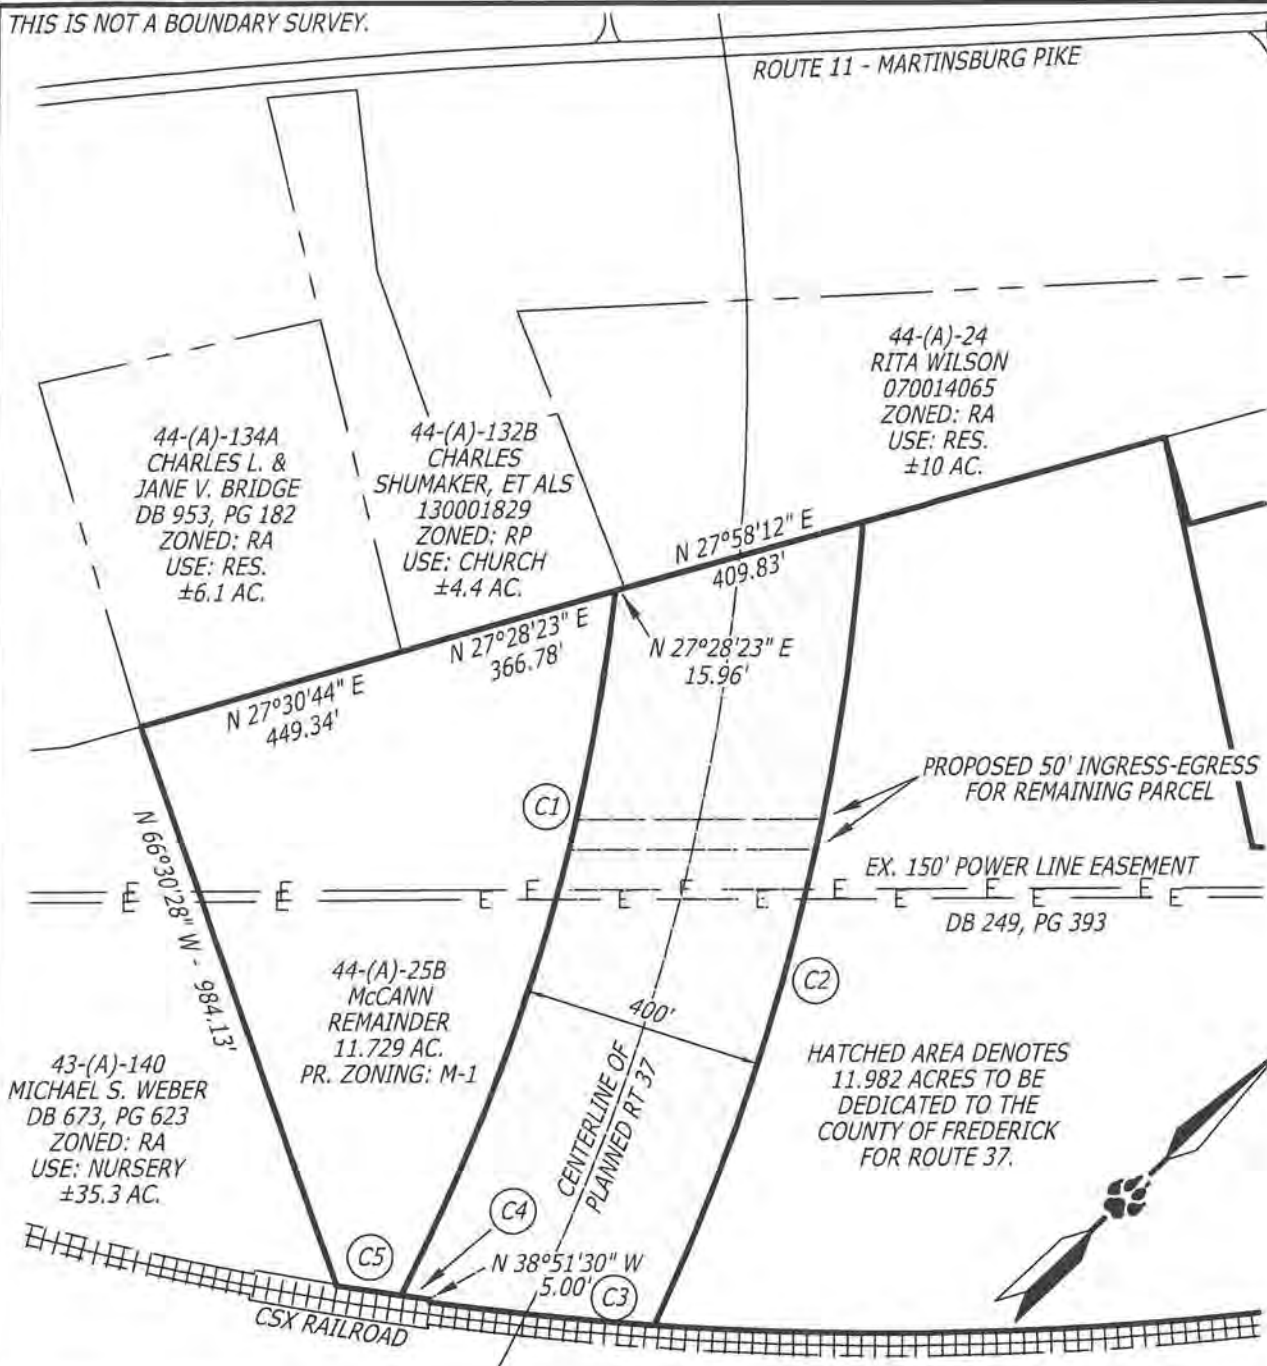 THIS IS NOT A BOUNDARY SURVEY.
ROUTE 11 - MARTINSBURG PIKE
44-(A)-24
RITA WILSON
070014065
ZONED: RA
USE: RES.
±10 AC.
44-(A)-134A
CHARLES L. &
JANE V. BRIDGE
DB 953, PG 182
ZONED: RA
USE: RES.
±6.1 AC.
44-(A)-132B
CHARLES
SHUMAKER, ET ALS
130001829
ZONED: RP
USE: CHURCH
±4.4 AC.
N 27°58'12" E
409.83'
N 27°28'23" E
366.78'
N 27°28'23" E
15.96'
N 27°30'44" E
449.34'
PROPOSED 50' INGRESS-EGRESS
FOR REMAINING PARCEL
C1
N 66°30'28" W - 984.13'
EX. 150' POWER LINE EASEMENT
E E E E E E E E E E E E E E E
DB 249, PG 393
44-(A)-25B
McCANN
REMAINDER
11.729 AC.
PR. ZONING: M-1
C2
400'
CENTERLINE OF
PLANNED RT 37
HATCHED AREA DENOTES
11.982 ACRES TO BE
DEDICATED TO THE
COUNTY OF FREDERICK
FOR ROUTE 37.
43-(A)-140
MICHAEL S. WEBER
DB 673, PG 623
ZONED: RA
USE: NURSERY
±35.3 AC.
C4
C5
N 38°51'30" W
5.00'
C3
CSX RAILROAD